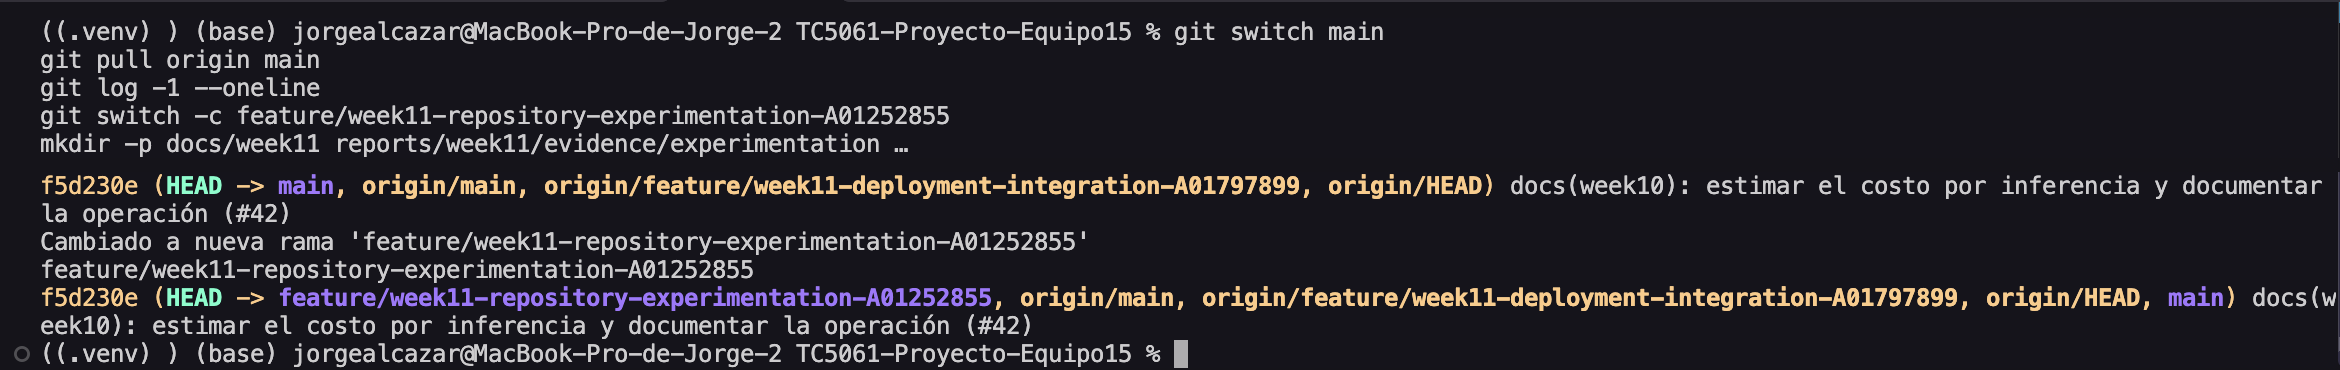 ((.venv) ) (base) jorgealcazar@MacBook-Pro-de-Jorge-2 TC5061-Proyecto-Equipo15 % git switch main
git pull origin main
git log -1 --oneline
git switch -c feature/week11-repository-experimentation-A01252855
mkdir -p docs/week11 reports/week11/evidence/experimentation …
f5d230e (HEAD -> main, origin/main, origin/feature/week11-deployment-integration-A01797899, origin/HEAD) docs(week10): estimar el costo por inferencia y documentar
la operación (#42)
Cambiado a nueva rama 'feature/week11-repository-experimentation-A01252855'
feature/week11-repository-experimentation-A01252855
f5d230e (HEAD -> feature/week11-repository-experimentation-A01252855, origin/main, origin/feature/week11-deployment-integration-A01797899, origin/HEAD, main) docs(w
eek10): estimar el costo por inferencia y documentar la operación (#42)
((.venv) ) (base) jorgealcazar@MacBook-Pro-de-Jorge-2 TC5061-Proyecto-Equipo15 %